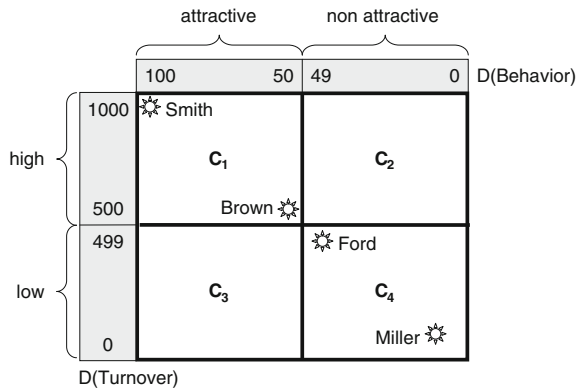 attractive non attractive
100 50 49 0 D(Behavior)
1000 Smith
high C1 C2
500 Brown
499 Ford
low C3 C4
0 Miller
D(Turnover)